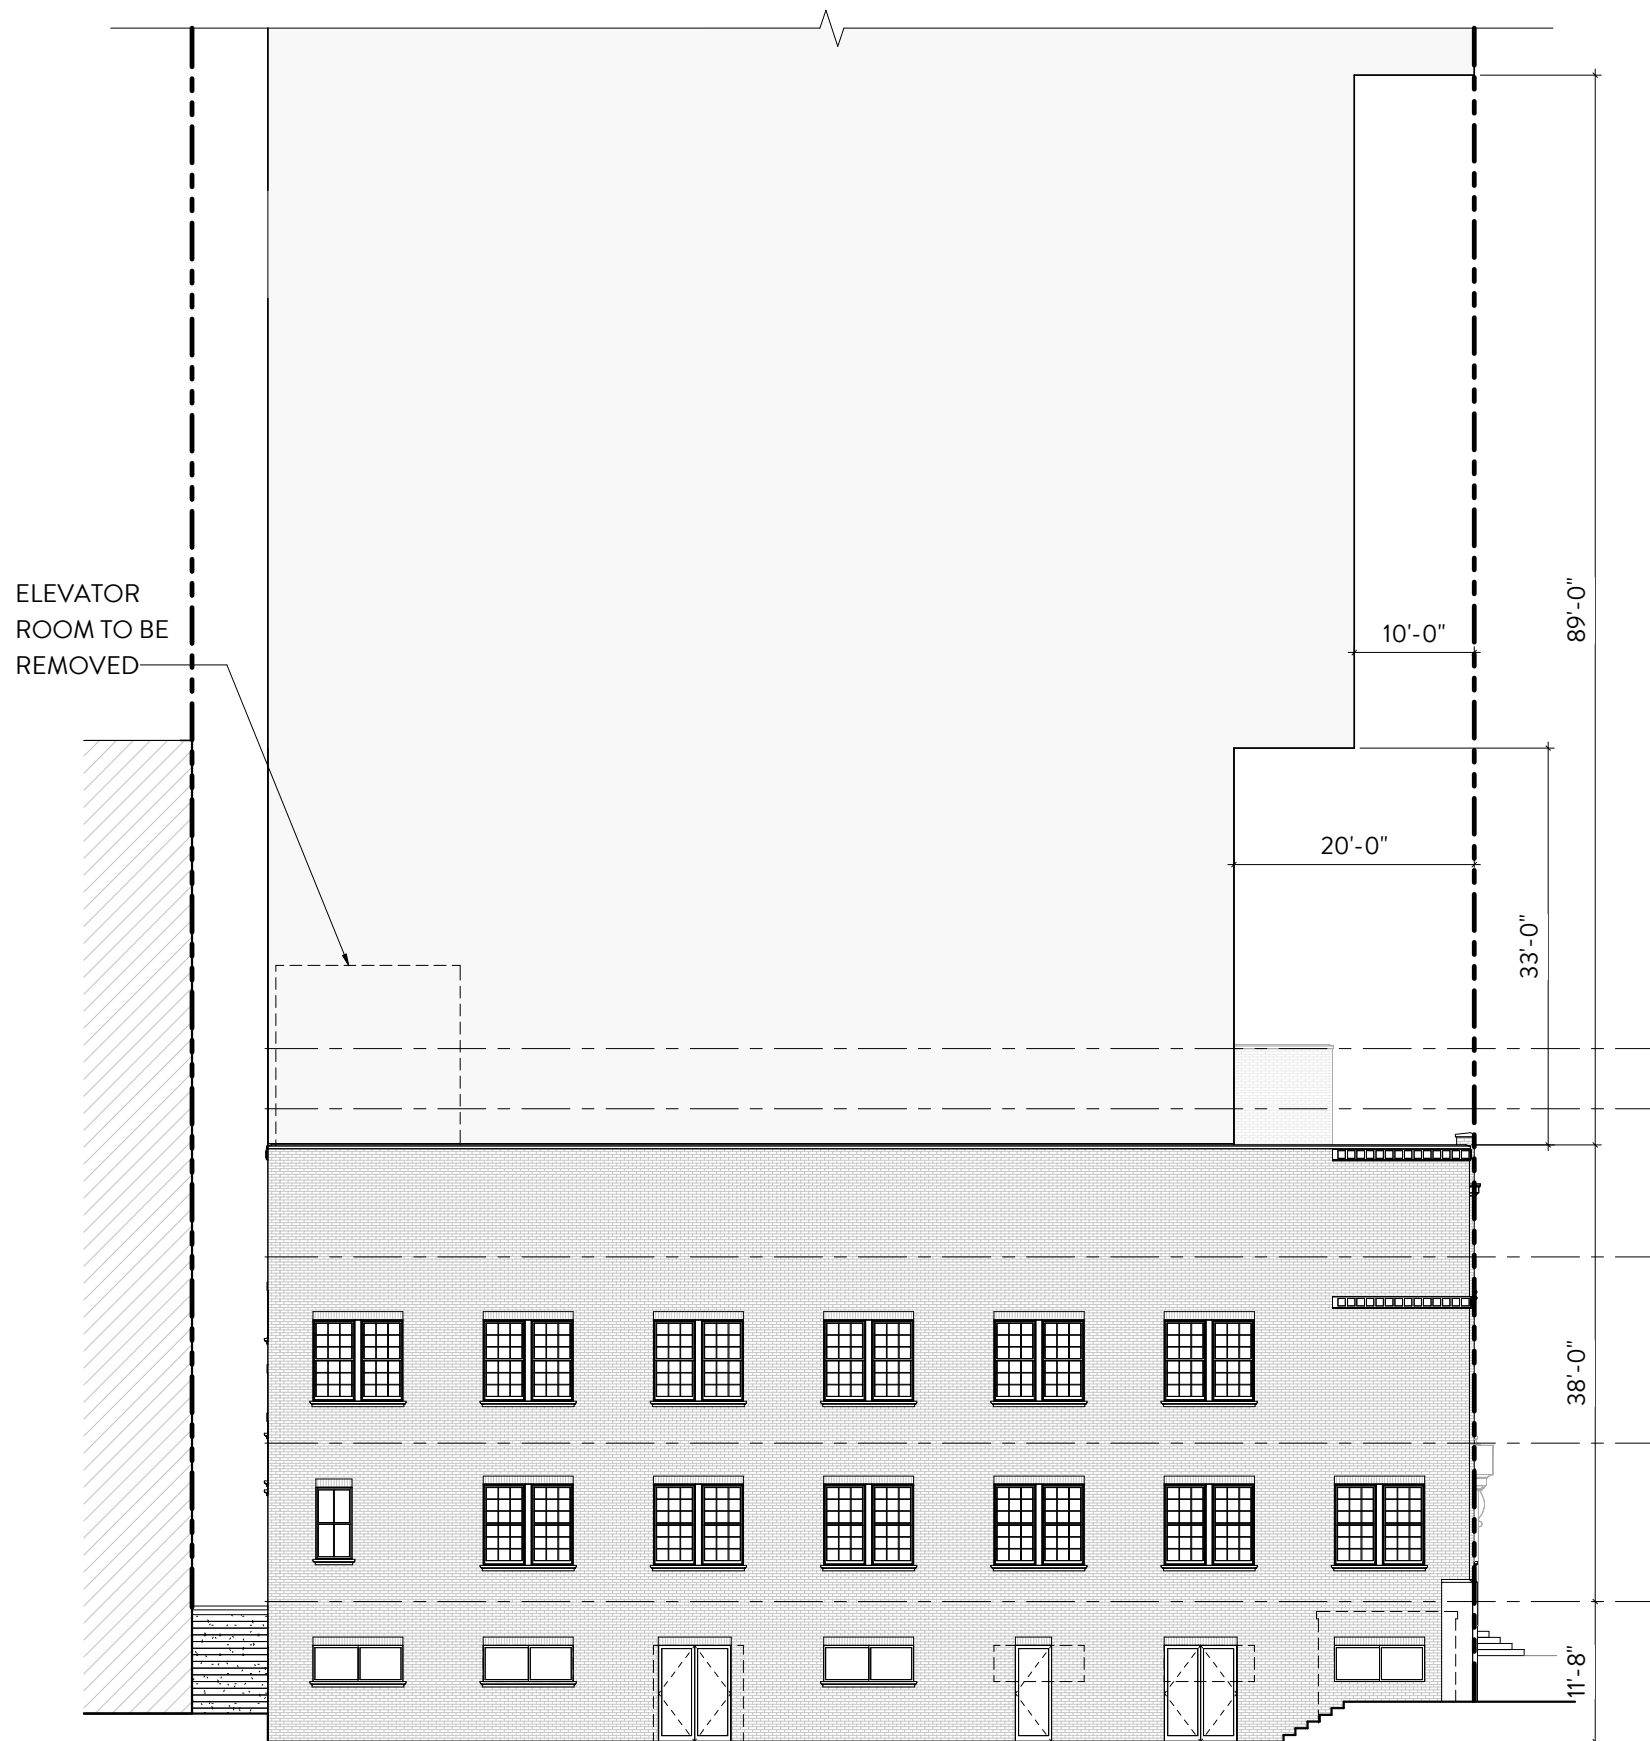 ELEVATOR
ROOM TO BE
REMOVED
10'-0"
89'-0"
20'-0"
33'-0"
38'-0"
11'-8"